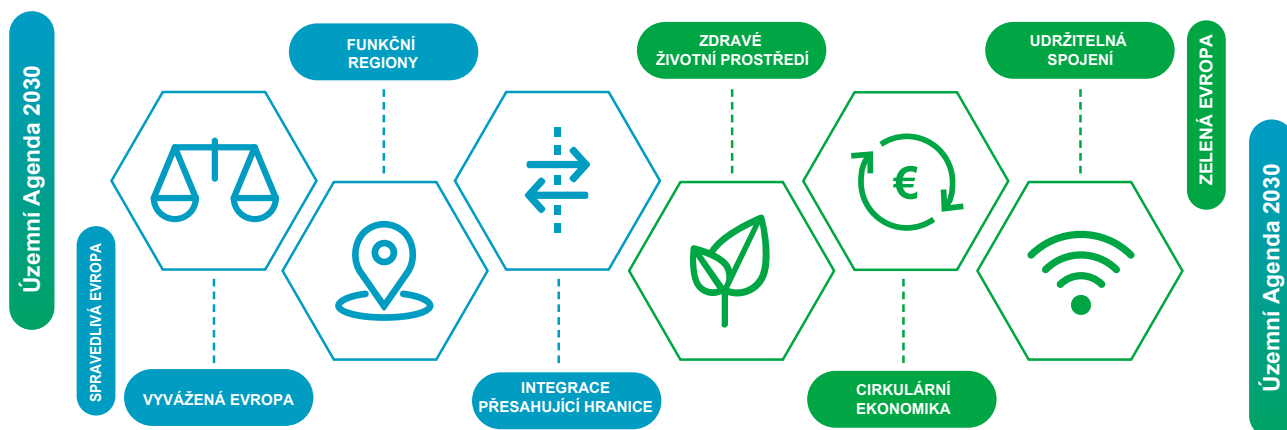 Územní Agenda 2030
SPRAVEDLIVÁ EVROPA
VYVÁŽENÁ EVROPA
FUNKČNÍ
REGIONY
INTEGRACE
PŘESAHUJÍCÍ HRANICE
ZDRAVÉ
ŽIVOTNÍ PROSTŘEDÍ
€
CIRKULÁRNÍ
EKONOMIKA
UDRŽITELNÁ
SPOJENÍ
ZELENÁ EVROPA
Územní Agenda 2030